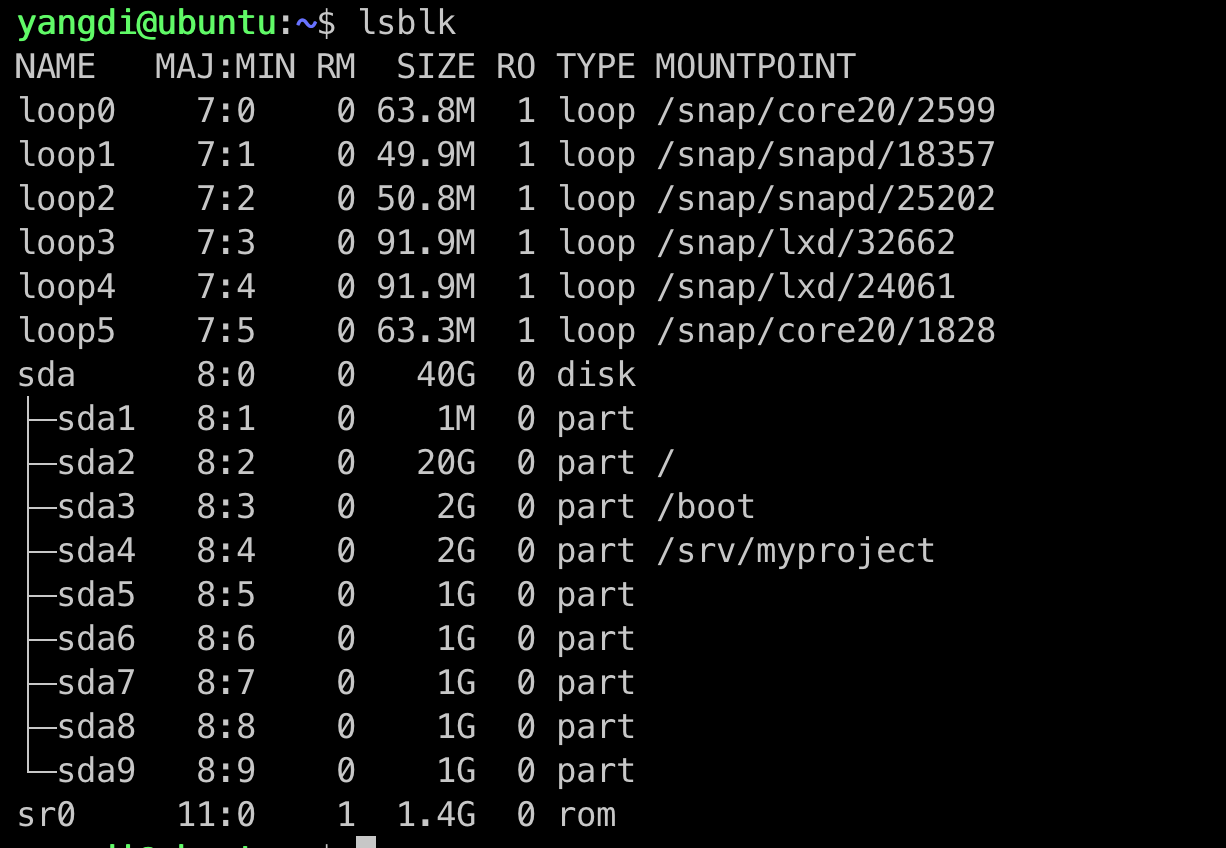 yangdi@ubuntu:~$ lsblk
NAME   MAJ:MIN RM  SIZE RO TYPE MOUNTPOINT
loop0    7:0    0 63.8M  1 loop /snap/core20/2599
loop1    7:1    0 49.9M  1 loop /snap/snapd/18357
loop2    7:2    0 50.8M  1 loop /snap/snapd/25202
loop3    7:3    0 91.9M  1 loop /snap/lxd/32662
loop4    7:4    0 91.9M  1 loop /snap/lxd/24061
loop5    7:5    0 63.3M  1 loop /snap/core20/1828
sda      8:0    0   40G  0 disk
├─sda1   8:1    0    1M  0 part
├─sda2   8:2    0   20G  0 part /
├─sda3   8:3    0    2G  0 part /boot
├─sda4   8:4    0    2G  0 part /srv/myproject
├─sda5   8:5    0    1G  0 part
├─sda6   8:6    0    1G  0 part
├─sda7   8:7    0    1G  0 part
├─sda8   8:8    0    1G  0 part
└─sda9   8:9    0    1G  0 part
sr0     11:0    1  1.4G  0 rom